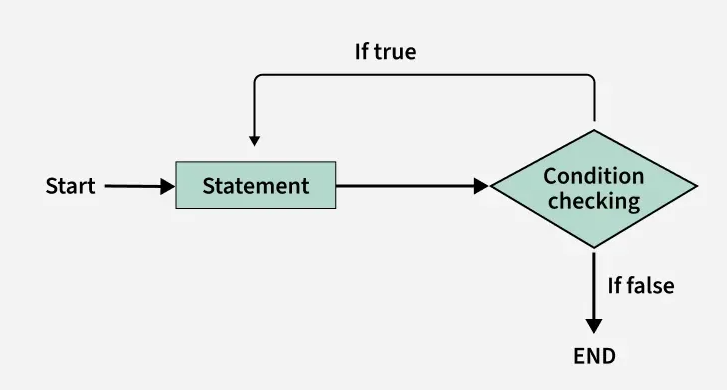 If true
Start
Statement
Condition
checking
If false
END